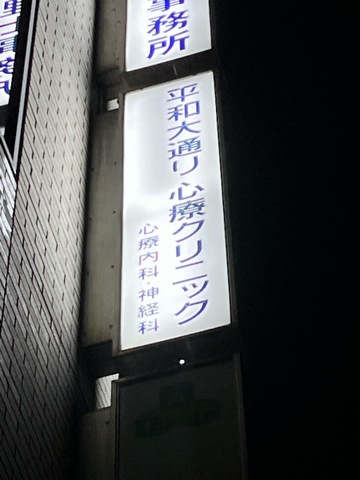 事務所
平和大通り心療クリニック
心療内科・神経科